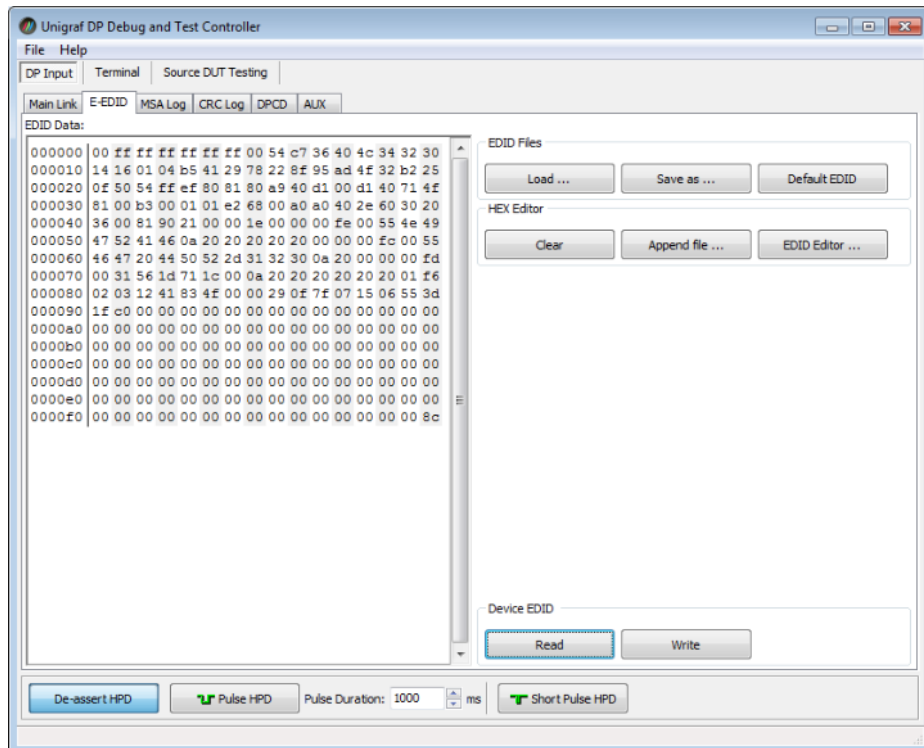 Unigraf DP Debug and Test Controller
File Help
DP Input Terminal Source DUT Testing
Main Link E-EDID MSA Log CRC Log DPCD AUX
EDID Data:
000000 00 ff ff ff ff ff ff 00 54 c7 36 40 4c 34 32 30
000010 14 16 01 04 b5 41 29 78 22 8f 95 ad 4f 32 b2 25
000020 0f 50 54 ff ef 80 81 80 a9 40 d1 00 d1 40 71 4f
000030 81 00 b3 00 01 01 e2 68 00 a0 a0 40 2e 60 30 20
000040 36 00 81 90 21 00 00 1e 00 00 00 fe 00 55 4e 49
000050 47 52 41 46 0a 20 20 20 20 20 00 00 00 fc 00 55
000060 46 47 20 44 50 52 2d 31 32 30 0a 20 00 00 00 fd
000070 00 31 56 1d 71 1c 00 0a 20 20 20 20 20 20 01 f6
000080 02 03 12 41 83 4f 00 00 29 0f 7f 07 15 06 55 3d
000090 1f c0 00 00 00 00 00 00 00 00 00 00 00 00 00 00
0000a0 00 00 00 00 00 00 00 00 00 00 00 00 00 00 00 00
0000b0 00 00 00 00 00 00 00 00 00 00 00 00 00 00 00 00
0000c0 00 00 00 00 00 00 00 00 00 00 00 00 00 00 00 00
0000d0 00 00 00 00 00 00 00 00 00 00 00 00 00 00 00 00
0000e0 00 00 00 00 00 00 00 00 00 00 00 00 00 00 00 00
0000f0 00 00 00 00 00 00 00 00 00 00 00 00 00 00 00 8c
EDID Files
Load ... Save as ... Default EDID
HEX Editor
Clear Append file ... EDID Editor ...
Device EDID
Read Write
De-assert HPD Pulse HPD Pulse Duration: 1000 ms Short Pulse HPD